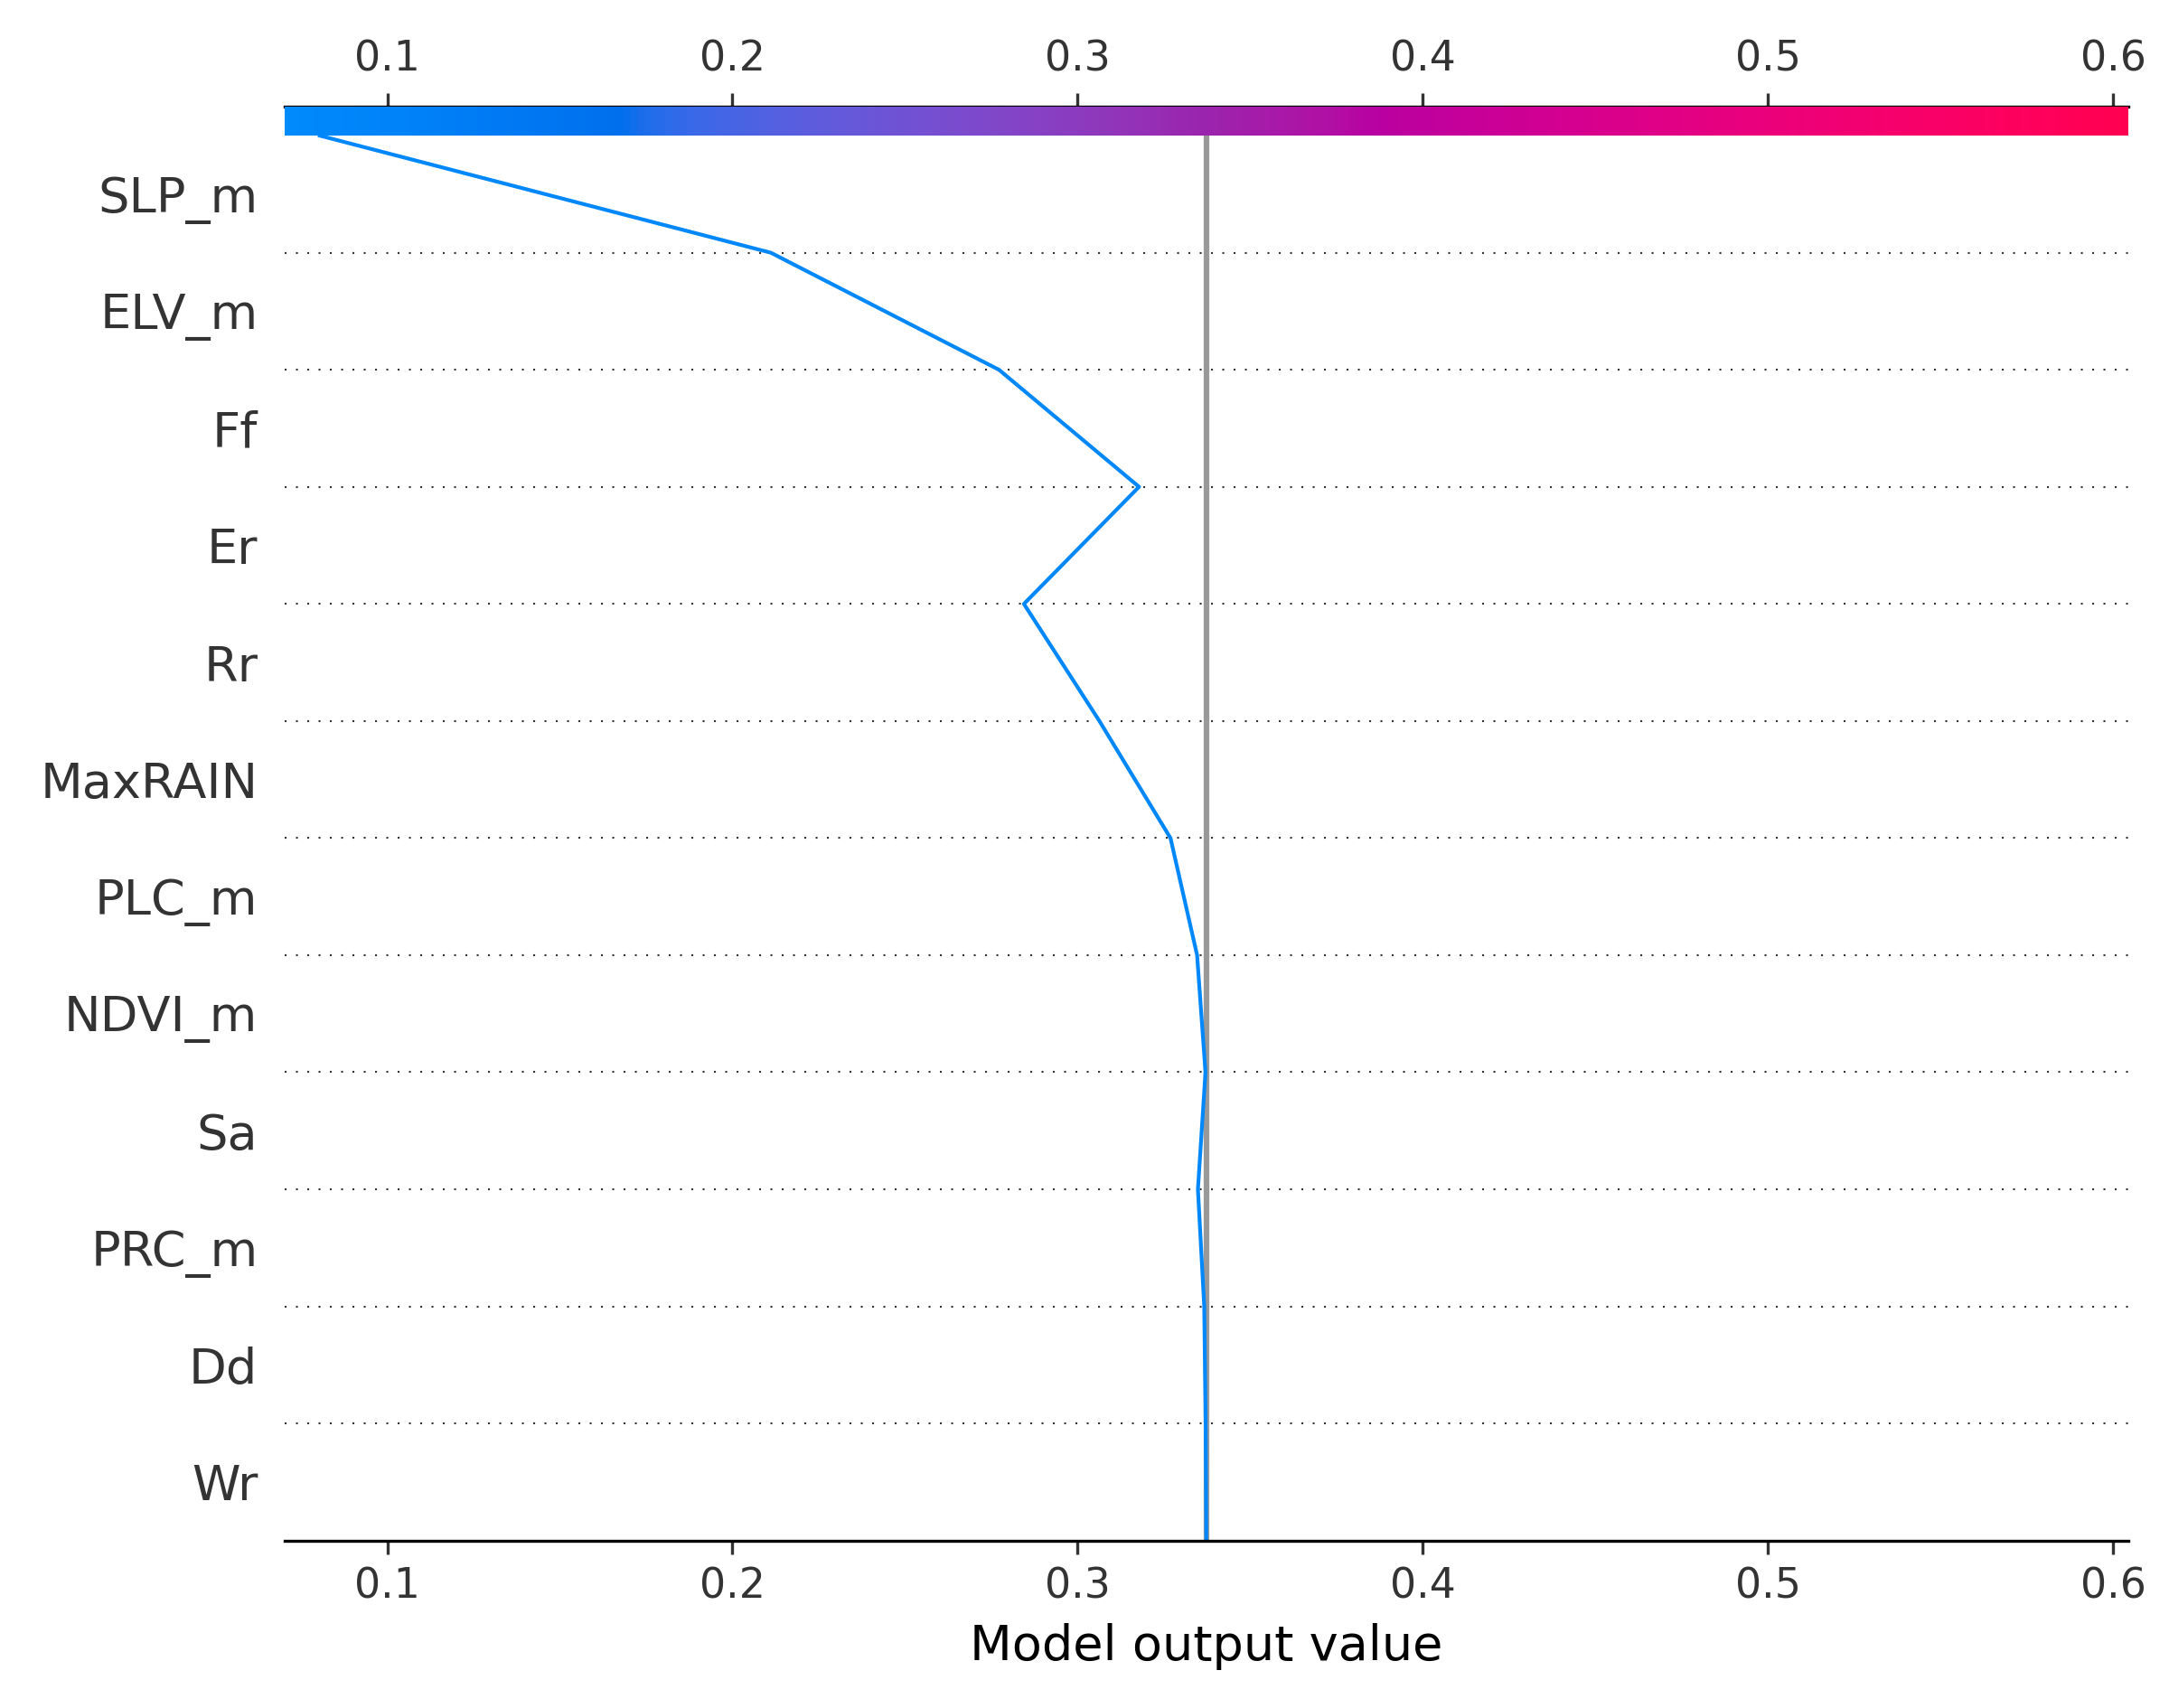 0.1 0.2 0.3 0.4 0.5 0.6
SLP_m
ELV_m
Ff
Er
Rr
MaxRAIN
PLC_m
NDVI_m
Sa
PRC_m
Dd
Wr
0.1 0.2 0.3 0.4 0.5 0.6
Model output value